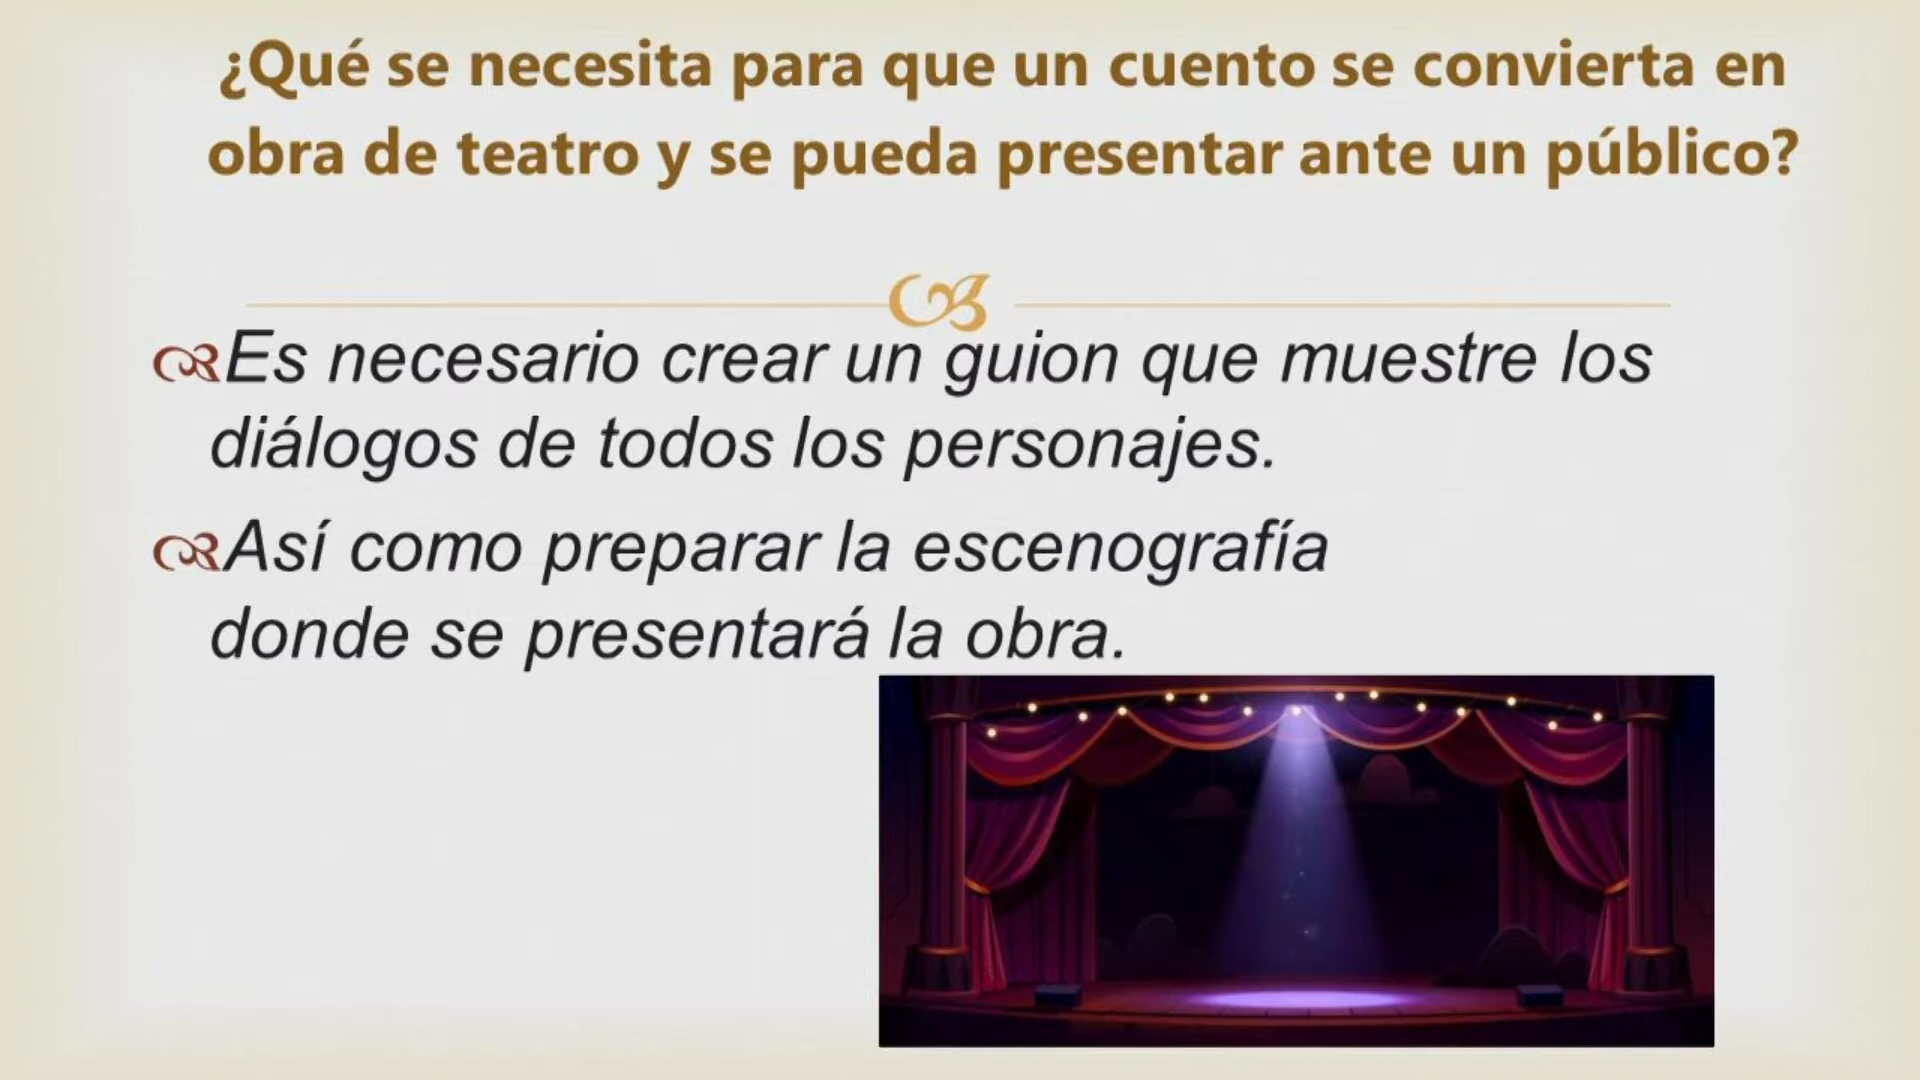 ¿Qué se necesita para que un cuento se convierta en
obra de teatro y se pueda presentar ante un público?
Es necesario crear un guion que muestre los
diálogos de todos los personajes.
Así como preparar la escenografía
donde se presentará la obra.